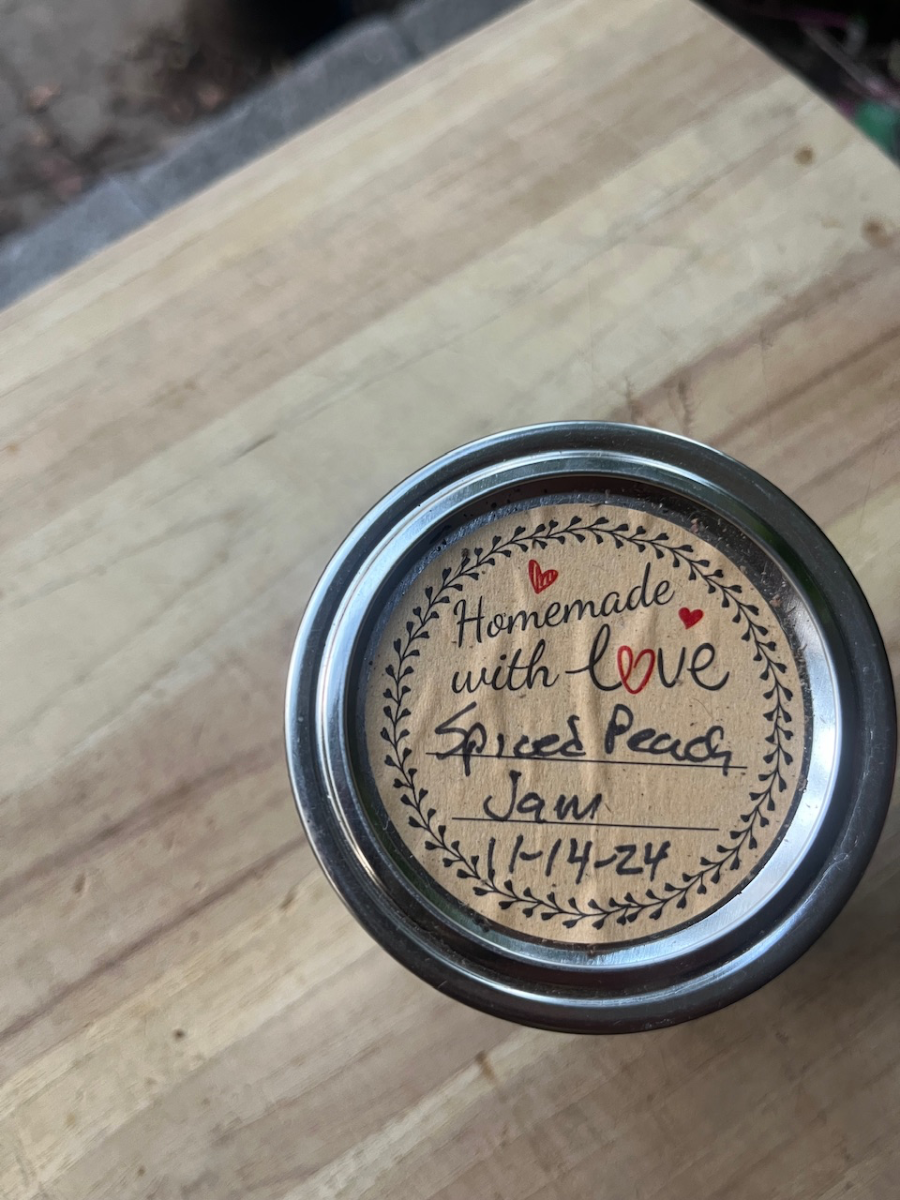 Homemade
with love
Spiced Peach
Jam
11-14-24